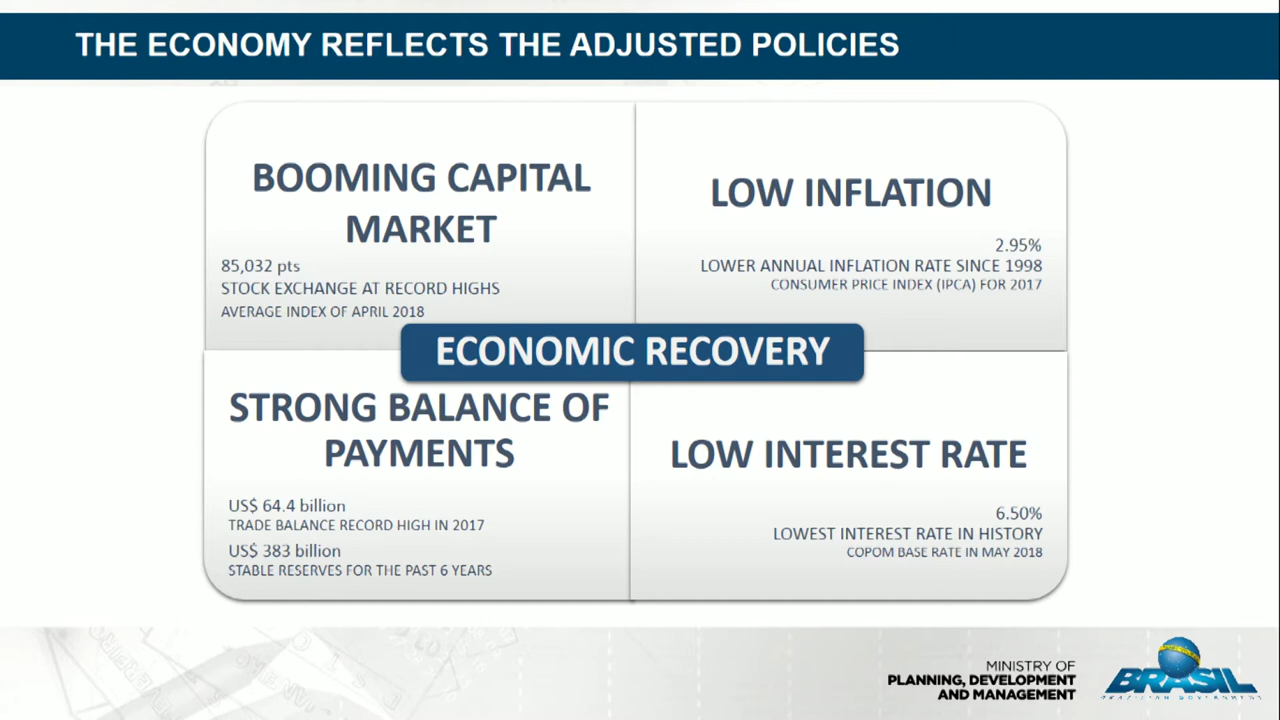 THE ECONOMY REFLECTS THE ADJUSTED POLICIES
BOOMING CAPITAL
MARKET
85,032 pts
STOCK EXCHANGE AT RECORD HIGHS
AVERAGE INDEX OF APRIL 2018
LOW INFLATION
2.95%
LOWER ANNUAL INFLATION RATE SINCE 1998
CONSUMER PRICE INDEX (IPCA) FOR 2017
ECONOMIC RECOVERY
STRONG BALANCE OF
PAYMENTS
US$ 64.4 billion
TRADE BALANCE RECORD HIGH IN 2017
US$ 383 billion
STABLE RESERVES FOR THE PAST 6 YEARS
LOW INTEREST RATE
6.50%
LOWEST INTEREST RATE IN HISTORY
COPOM BASE RATE IN MAY 2018
MINISTRY OF
PLANNING, DEVELOPMENT
AND MANAGEMENT
BRASIL
BRAZILIAN GOVERNMENT